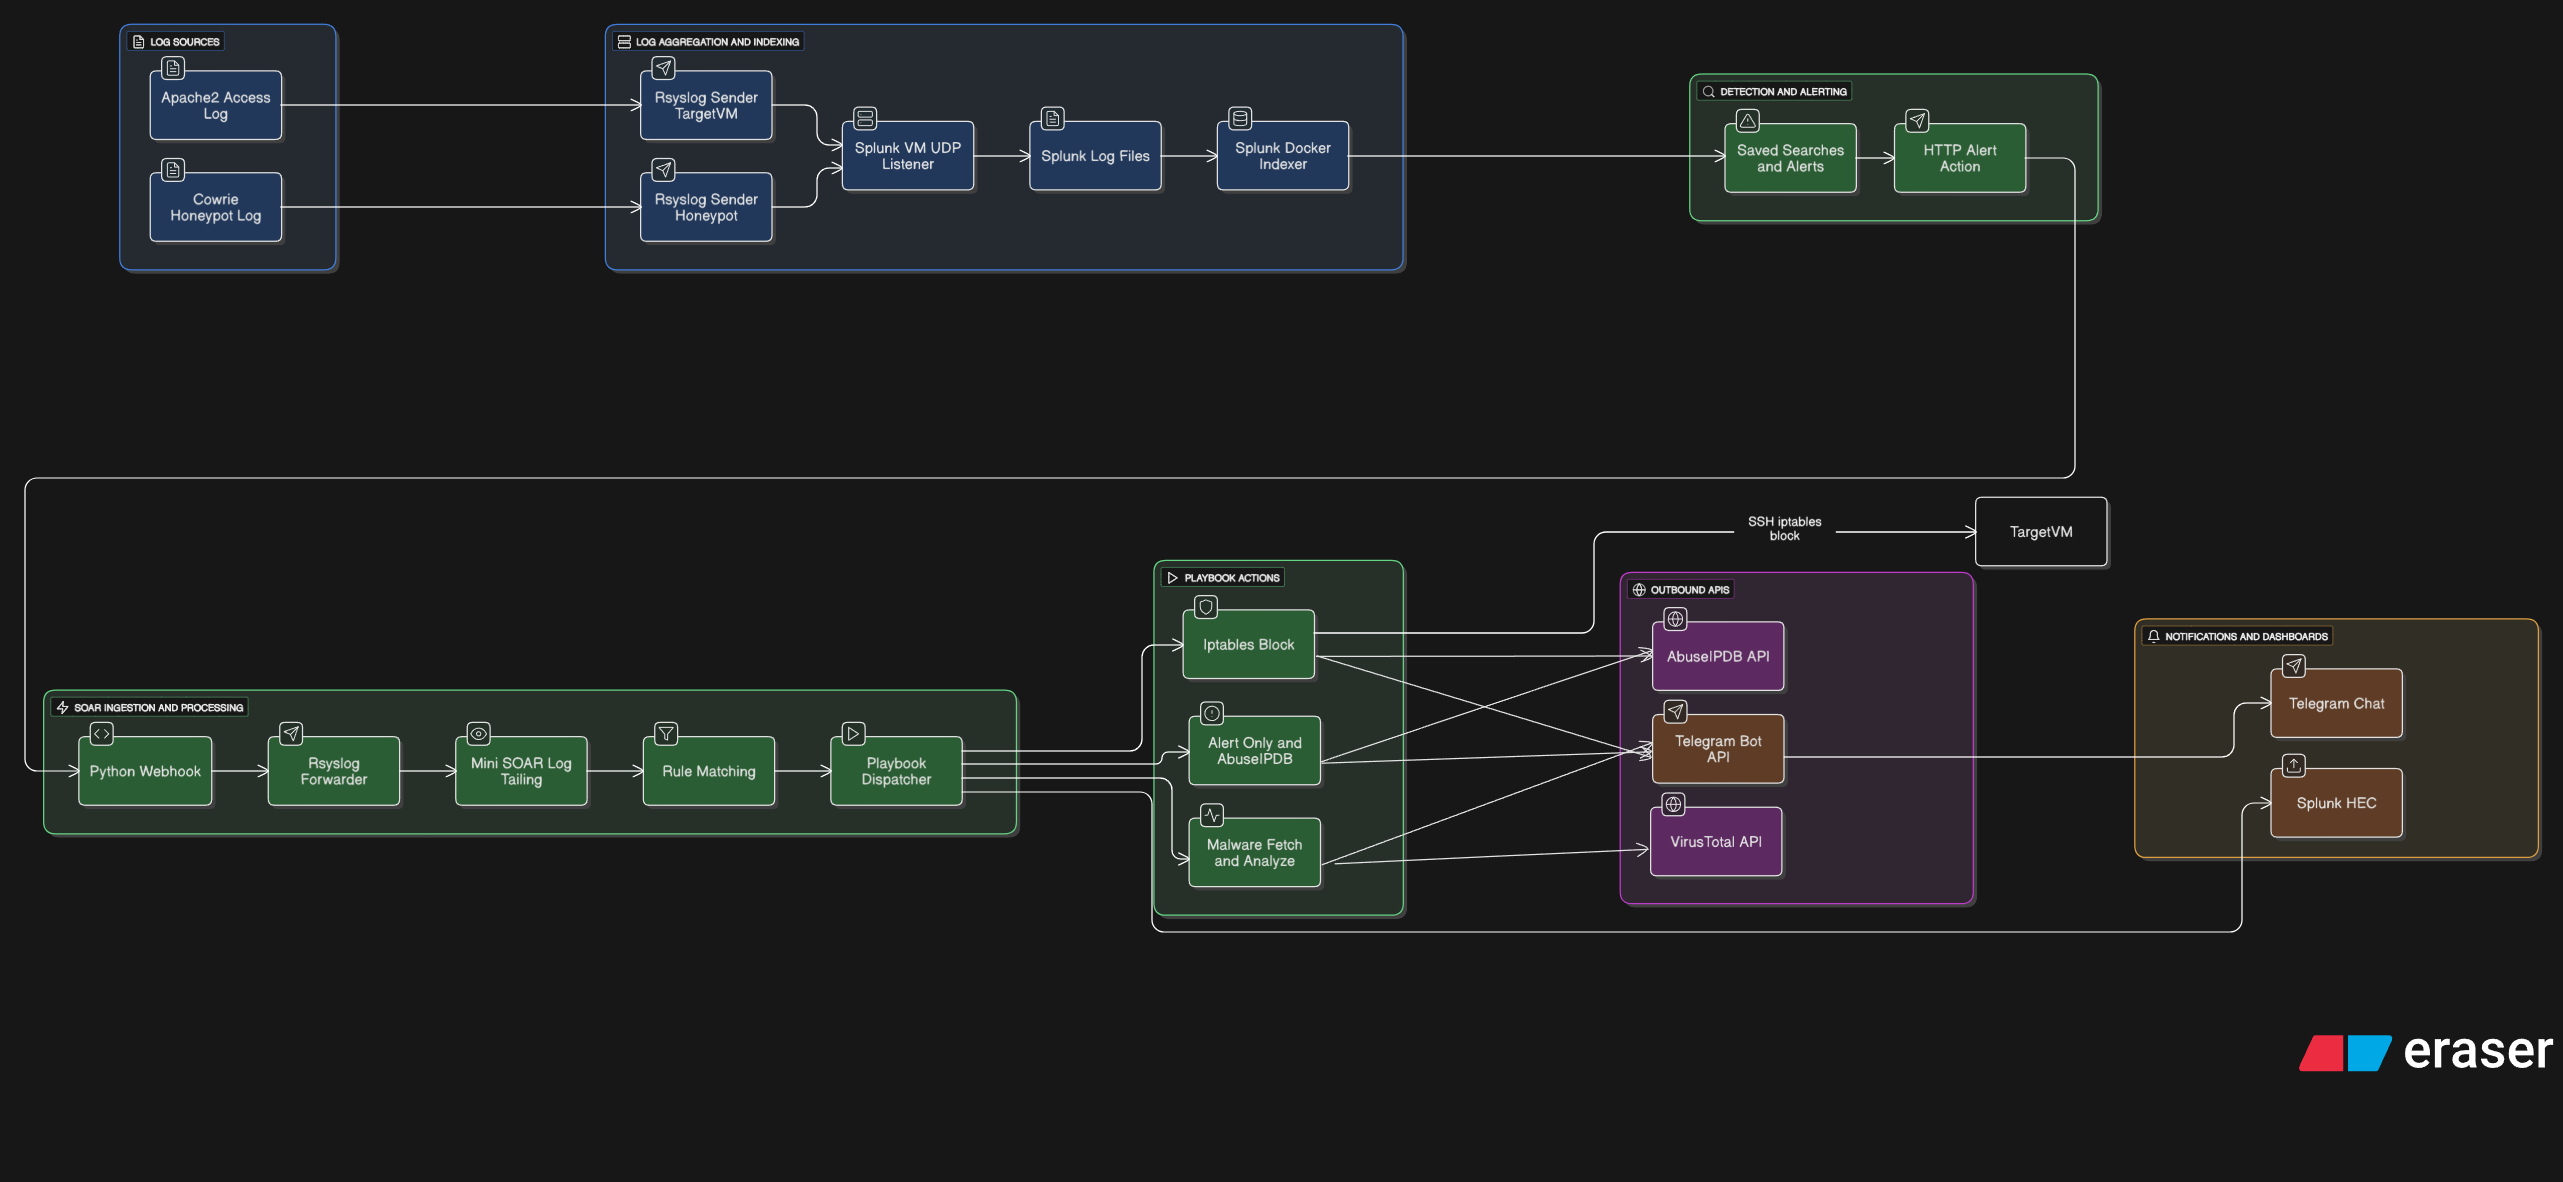 LOG SOURCES
Apache2 Access
Log
Cowrie
Honeypot Log
LOG AGGREGATION AND INDEXING
Rsyslog Sender
TargetVM
Rsyslog Sender
Honeypot
Splunk VM UDP
Listener
Splunk Log Files
Splunk Docker
Indexer
DETECTION AND ALERTING
Saved Searches
and Alerts
HTTP Alert
Action
SOAR INGESTION AND PROCESSING
Python Webhook
Rsyslog
Forwarder
Mini SOAR Log
Tailing
Rule Matching
Playbook
Dispatcher
PLAYBOOK ACTIONS
Iptables Block
Alert Only and
AbuseIPDB
Malware Fetch
and Analyze
SSH iptables
block
TargetVM
OUTBOUND APIS
AbuseIPDB API
Telegram Bot
API
VirusTotal API
NOTIFICATIONS AND DASHBOARDS
Telegram Chat
Splunk HEC
eraser